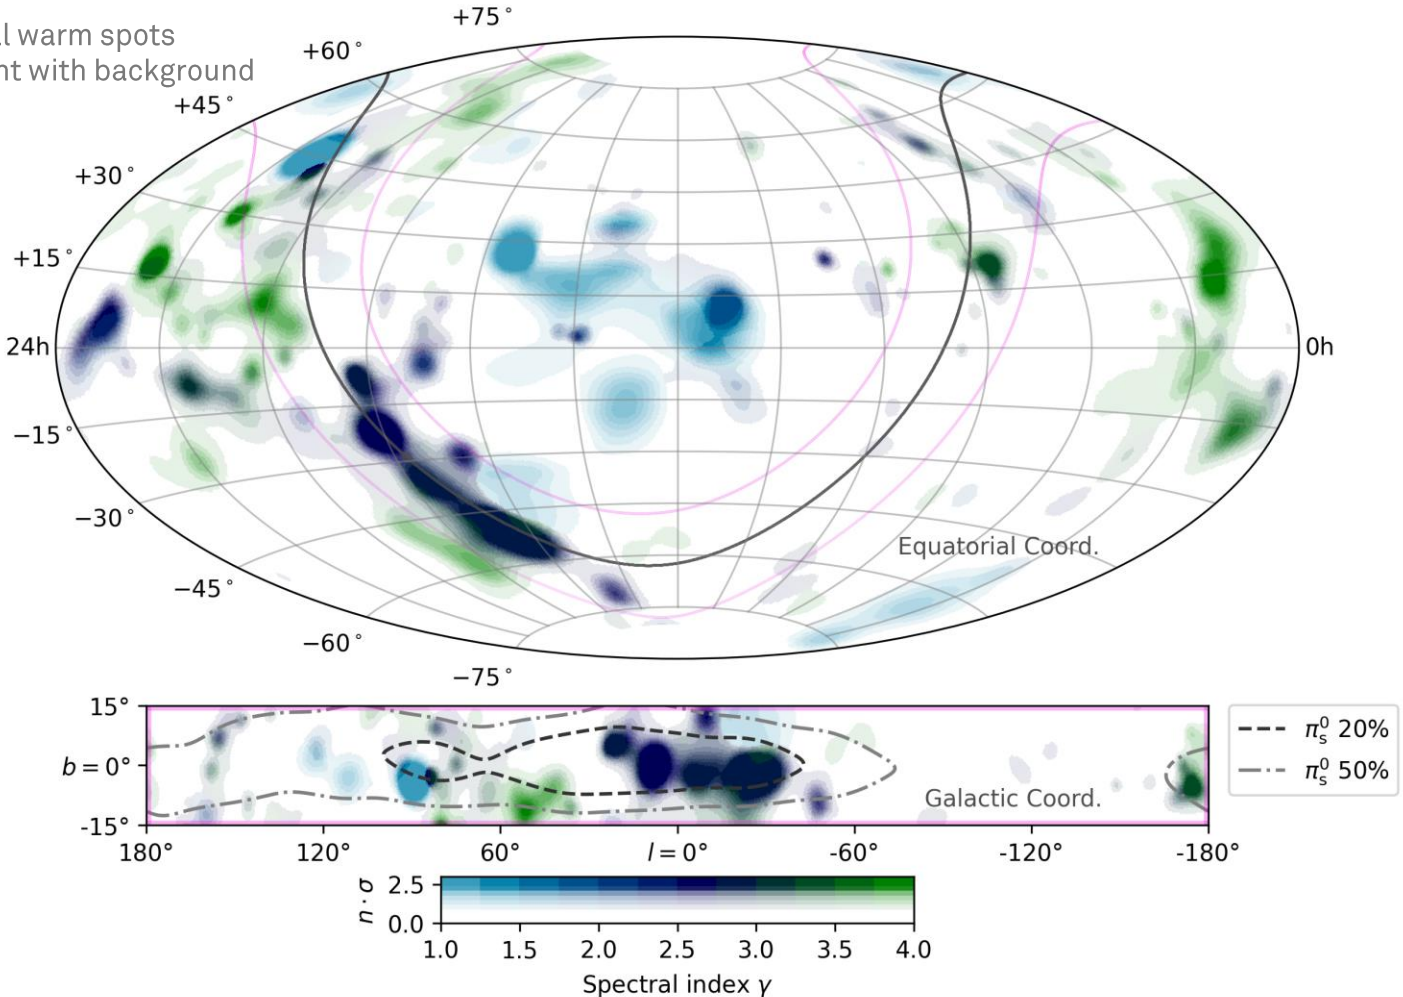 warm spots
with background
+75°
+60°
+45°
+30°
+15°
24h
0h
−15°
−30°
−45°
−60°
−75°
Equatorial Coord.
15°
b = 0°
-15°
Galactic Coord.
180° 120° 60° l = 0° -60° -120° -180°
π⁰ₛ 20%
π⁰ₛ 50%
n · σ
2.5
0.0
1.0 1.5 2.0 2.5 3.0 3.5 4.0
Spectral index γ